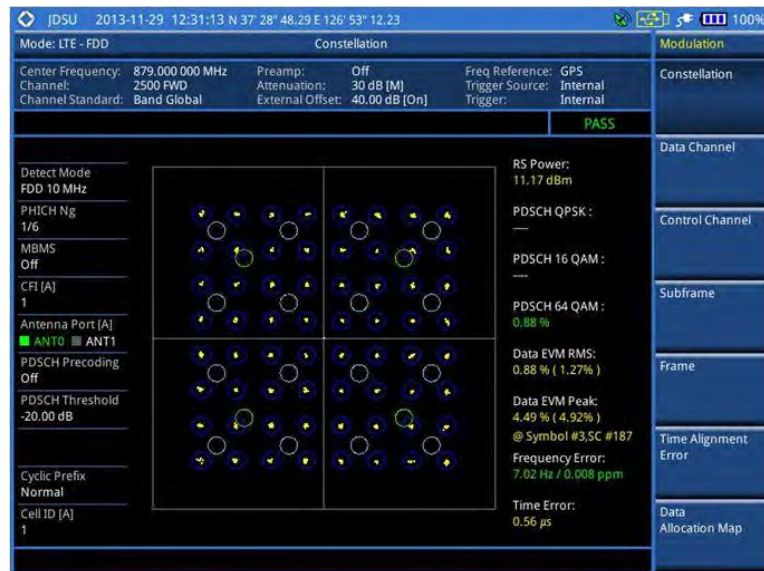 JDSU 2013-11-29 12:31:13 N 37' 28" 48.29 E 126' 53" 12.23 100%
Mode: LTE - FDD Constellation Modulation
Center Frequency: 879.000 000 MHz Preamp: Off Freq Reference: GPS
Channel: 2500 FWD Attenuation: 30 dB [M] Trigger Source: Internal
Channel Standard: Band Global External Offset: 40.00 dB [On] Trigger: Internal
PASS
Detect Mode
FDD 10 MHz
PHICH Ng
1/6
MBMS
Off
CFI [A]
1
Antenna Port [A]
ANT0 ANT1
PDSCH Precoding
Off
PDSCH Threshold
-20.00 dB
Cyclic Prefix
Normal
Cell ID [A]
1
RS Power:
11.17 dBm
PDSCH QPSK :
----
PDSCH 16 QAM :
----
PDSCH 64 QAM :
0.88 %
Data EVM RMS:
0.88 % ( 1.27% )
Data EVM Peak:
4.49 % ( 4.92% )
@ Symbol #3,SC #187
Frequency Error:
7.02 Hz / 0.008 ppm
Time Error:
0.56 µs
Constellation
Data Channel
Control Channel
Subframe
Frame
Time Alignment
Error
Data
Allocation Map